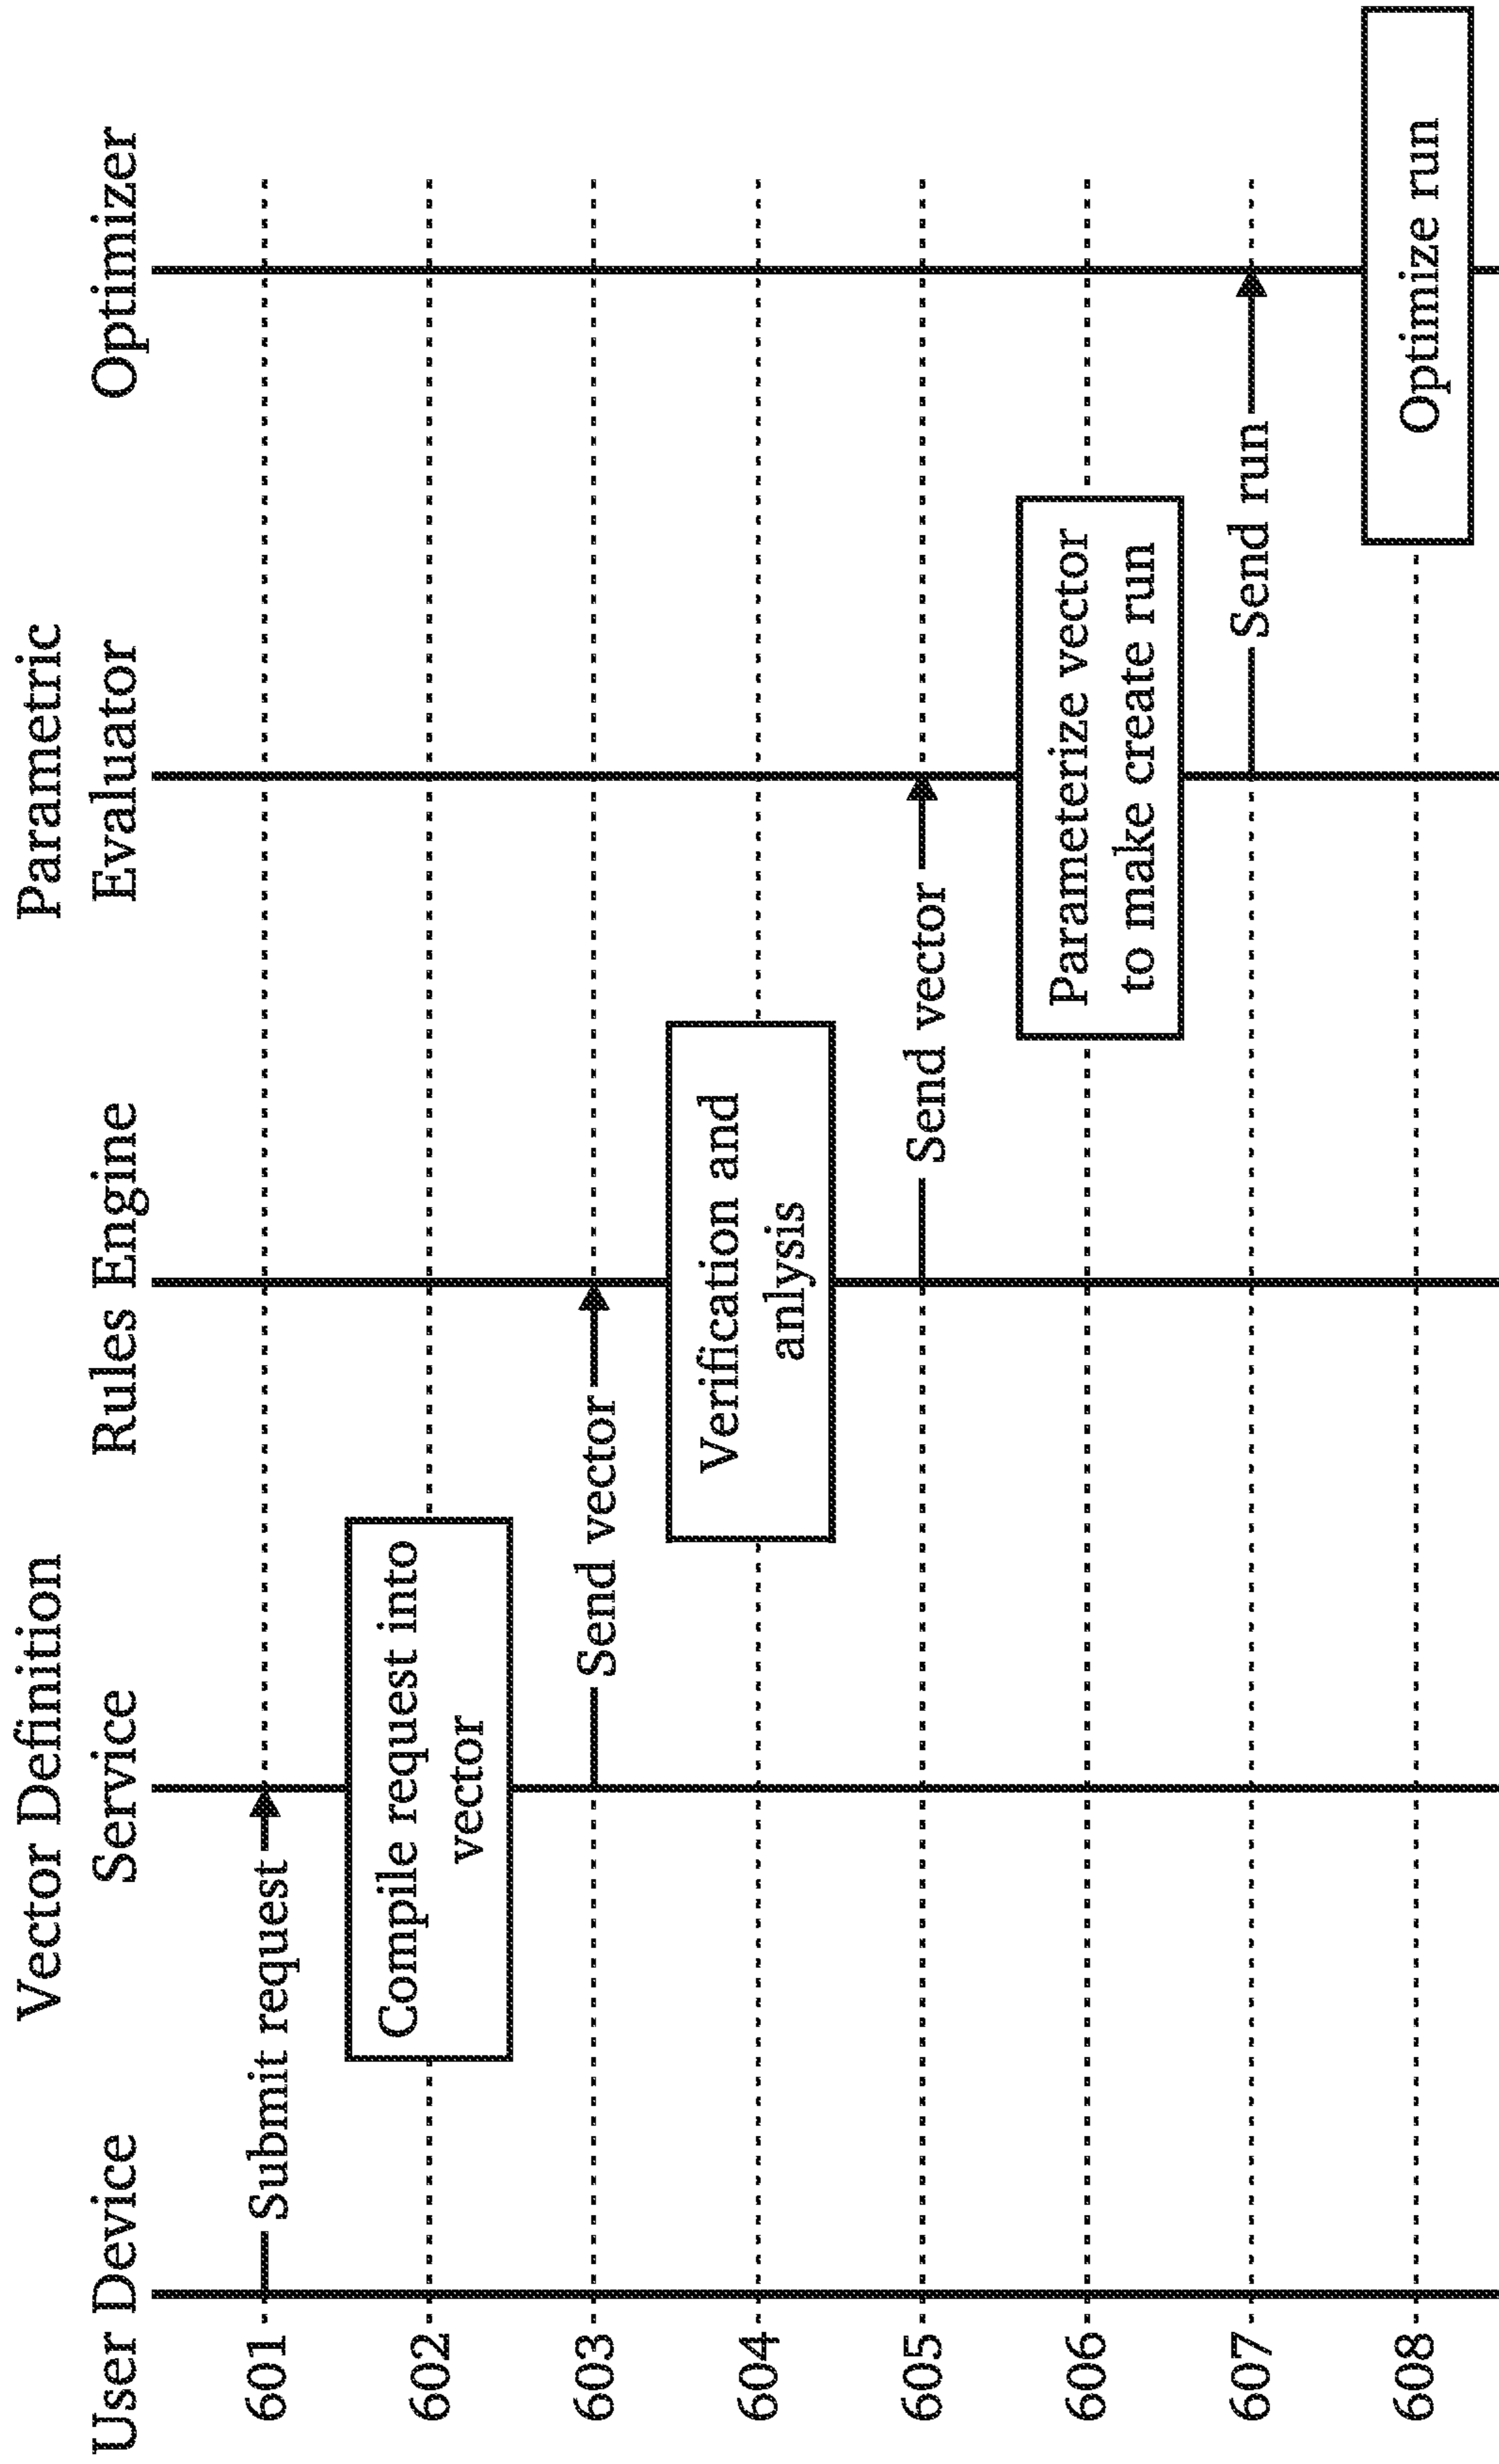 User Device
Vector Definition
Service
Rules Engine
Parametric
Evaluator
Optimizer
601
Submit request
602
Compile request into
vector
603
Send vector
604
Verification and
anlysis
605
Send vector
606
Parameterize vector
to make create run
607
Send run
608
Optimize run